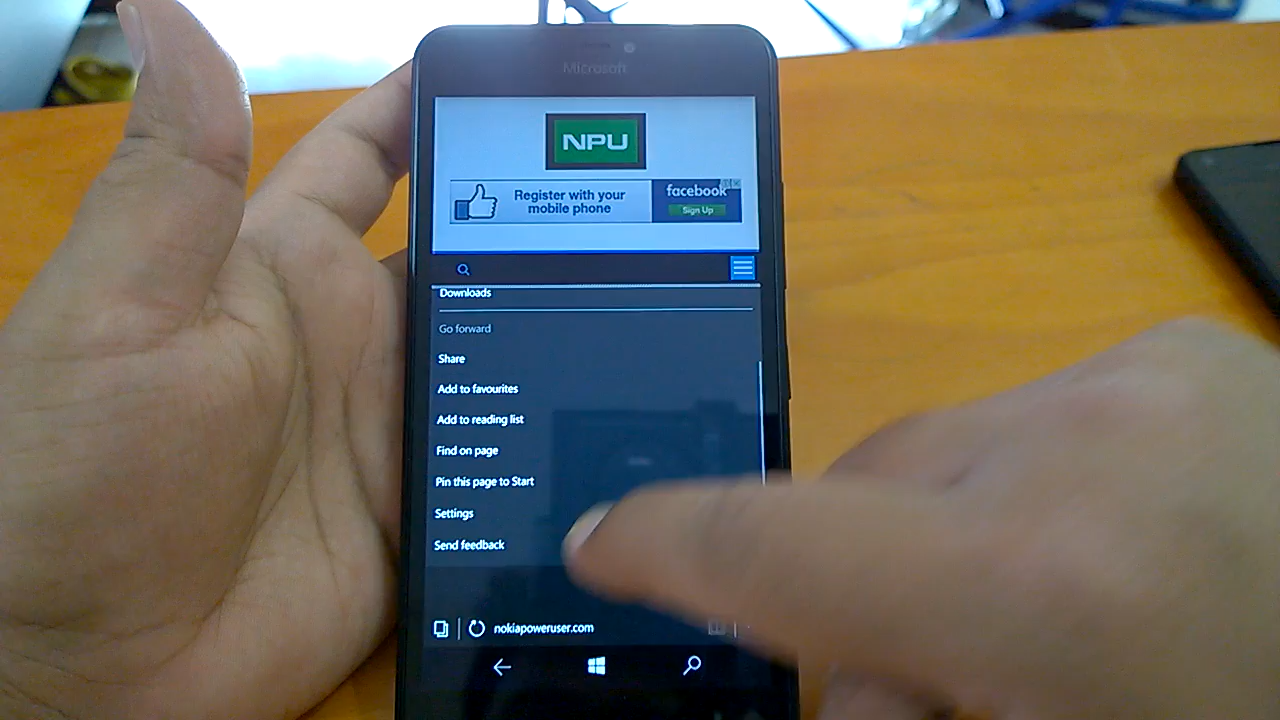 Microsoft
NPU
Register with your
mobile phone
facebook
Sign Up
Downloads
Go forward
Share
Add to favourites
Add to reading list
Find on page
Pin this page to Start
Settings
Send feedback
nokiapoweruser.com